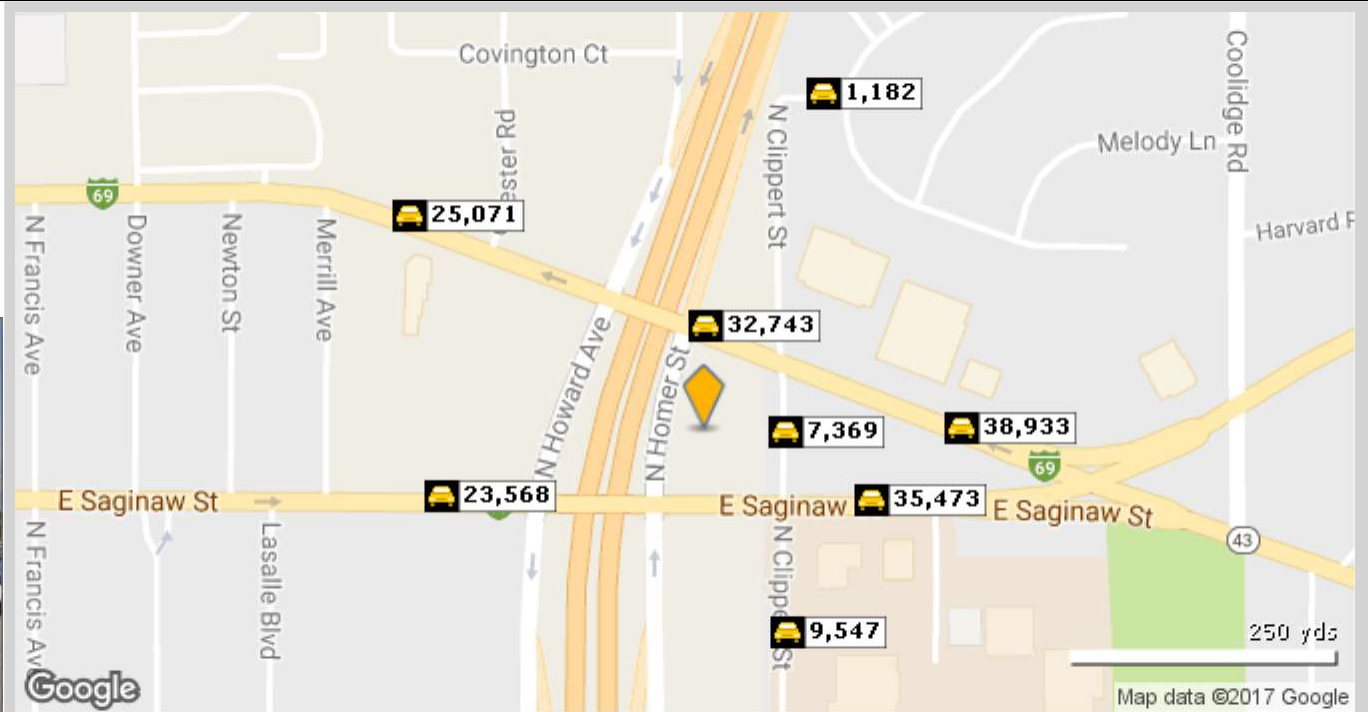 Covington Ct
Coolidge Rd
1,182
N Clippert St
Melody Ln
ester Rd
69
25,071
N Francis Ave
Downer Ave
Newton St
Merrill Ave
Harvard
32,743
N Howard Ave
N Homer St
7,369
38,933
69
E Saginaw St
23,568
E Saginaw
35,473
E Saginaw St
43
N Francis Av
Lasalle Blvd
N Clippe
St
9,547
250 yds
Google
Map data ©2017 Google